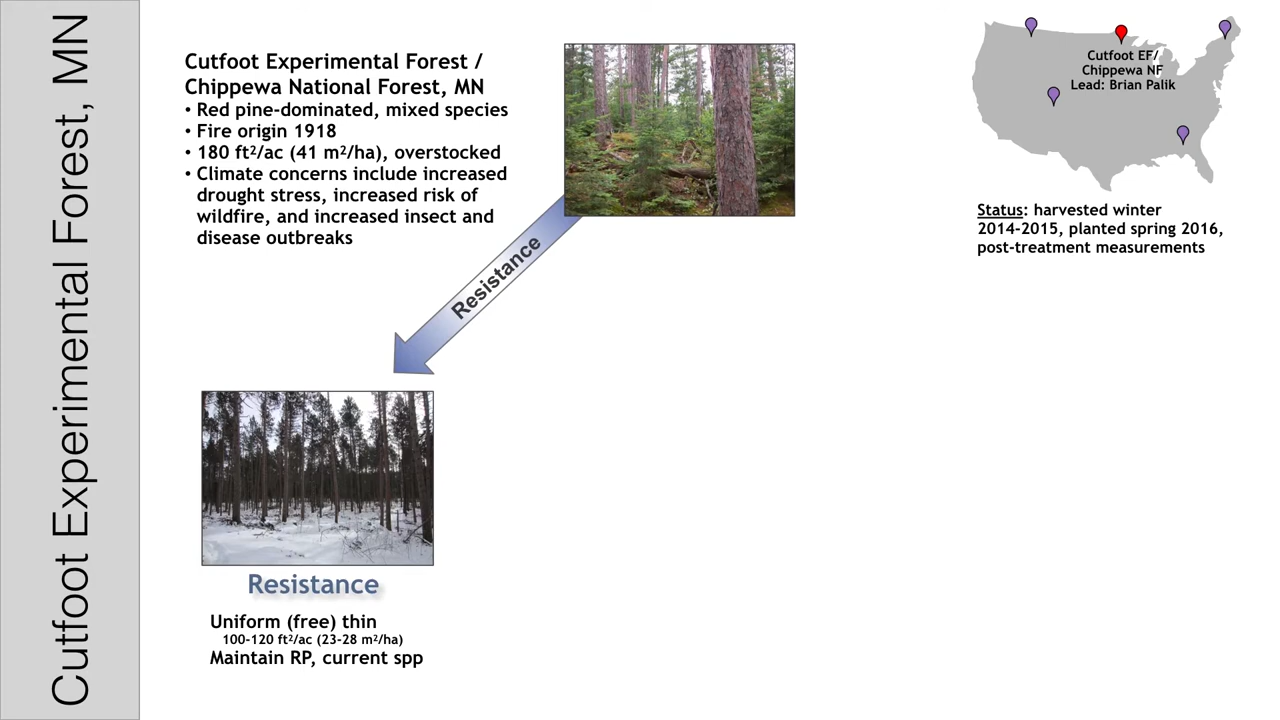 Cutfoot Experimental Forest, MN
Cutfoot Experimental Forest /
Chippewa National Forest, MN
• Red pine-dominated, mixed species
• Fire origin 1918
• 180 ft²/ac (41 m²/ha), overstocked
• Climate concerns include increased
drought stress, increased risk of
wildfire, and increased insect and
disease outbreaks
Cutfoot EF/
Chippewa NF
Lead: Brian Palik
Status: harvested winter
2014-2015, planted spring 2016,
post-treatment measurements
Resistance
Resistance
Uniform (free) thin
100-120 ft²/ac (23-28 m²/ha)
Maintain RP, current spp